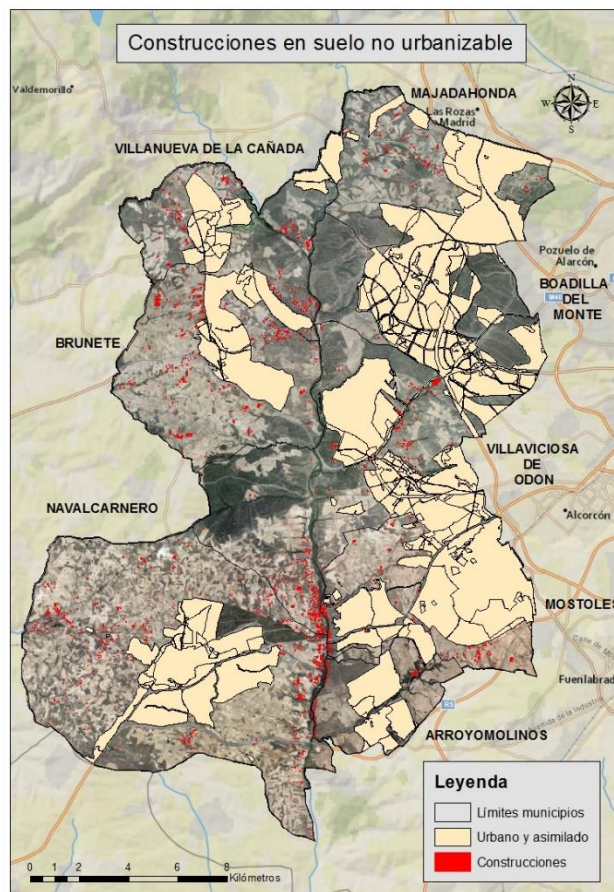 Construcciones en suelo no urbanizable
MAJADAHONDA
N
Valdemorillo
W
E
Las Rozas
Madrid
S
VILLANUEVA DE LA CAÑADA
Pozuelo de
Alarcón
BOADILLA
DEL
MONTE
BRUNETE
VILLAVICIOSA
DE
ODON
NAVALCARNERO
Alcorcón
MOSTOLES
Fuenlabrad
R5
ARROYOMOLINOS
Leyenda
Límites municipios
Urbano y asimilado
Construcciones
0 1 2 4 6 8
Kilómetros